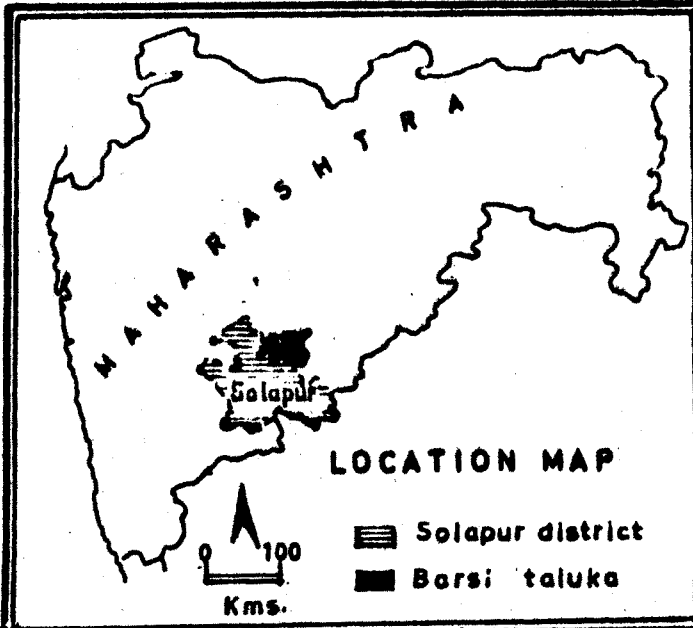 MAHARASHTRA
Solapur
LOCATION MAP
0 100
Kms.
Solapur district
Barsi taluka